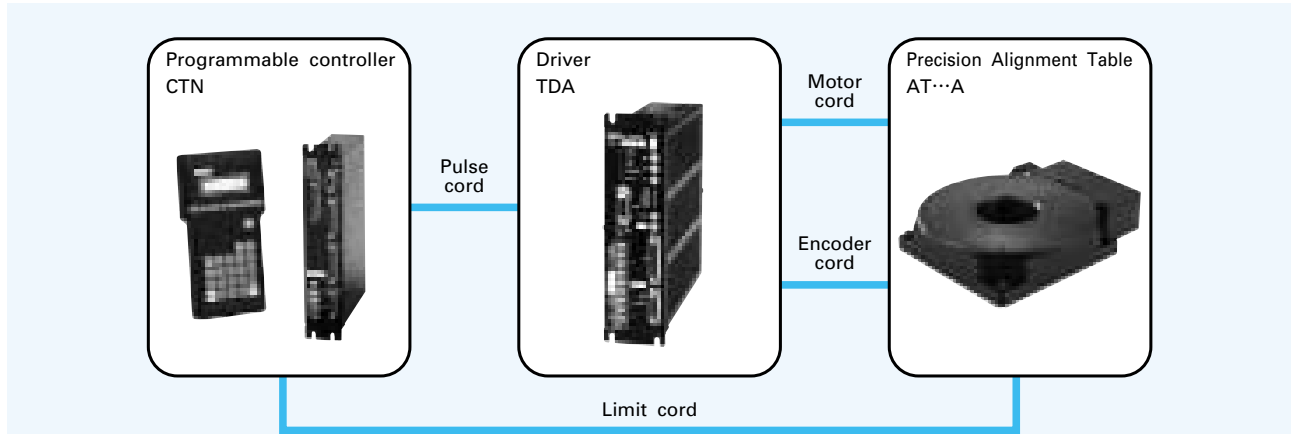 Programmable controller
CTN
Pulse
cord
Driver
TDA
Motor
cord
Encoder
cord
Precision Alignment Table
AT···A
Limit cord